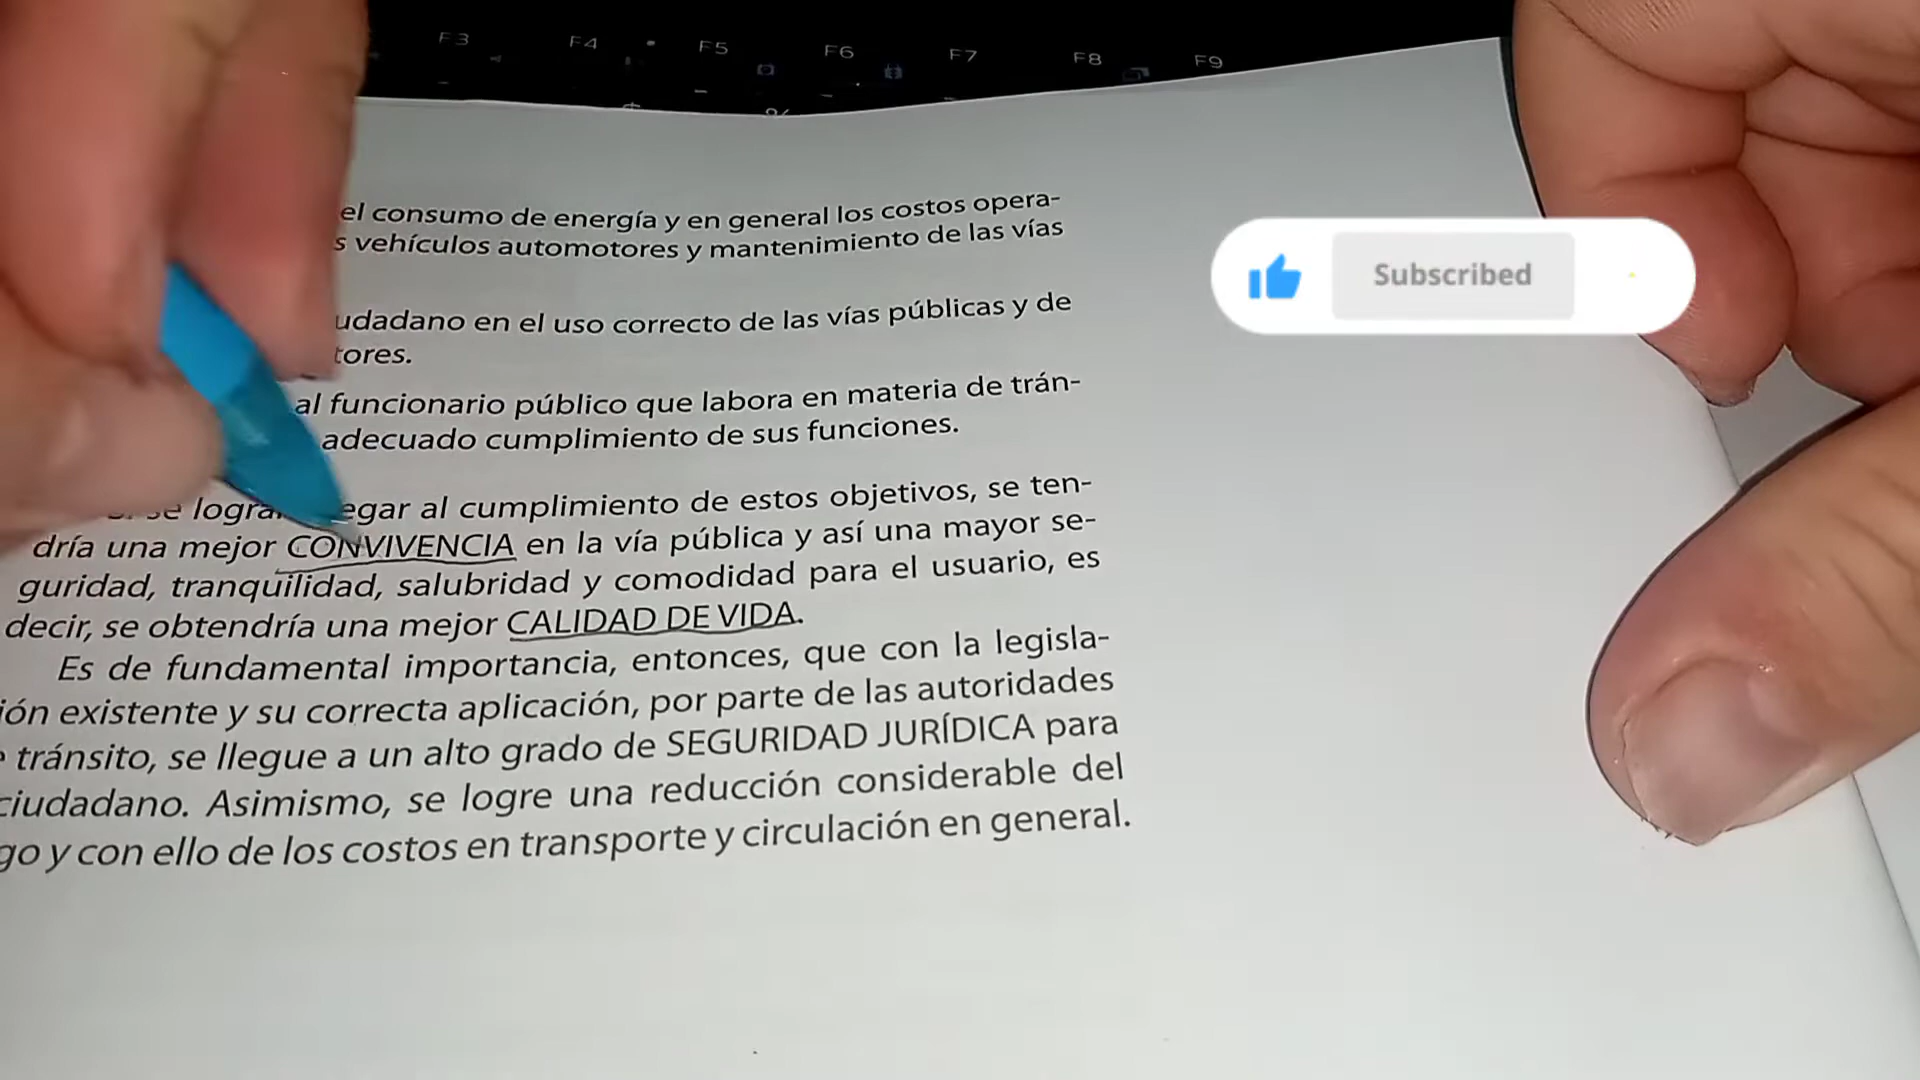 F3 F4 F5 F6 F7 F8 F9
el consumo de energía y en general los costos opera-
s vehículos automotores y mantenimiento de las vías
Subscribed
udadano en el uso correcto de las vías públicas y de
tores.
al funcionario público que labora en materia de trán-
adecuado cumplimiento de sus funciones.
se logra egar al cumplimiento de estos objetivos, se ten-
dría una mejor CONVIVENCIA en la vía pública y así una mayor se-
guridad, tranquilidad, salubridad y comodidad para el usuario, es
decir, se obtendría una mejor CALIDAD DE VIDA.
Es de fundamental importancia, entonces, que con la legisla-
ión existente y su correcta aplicación, por parte de las autoridades
tránsito, se llegue a un alto grado de SEGURIDAD JURÍDICA para
ciudadano. Asimismo, se logre una reducción considerable del
go y con ello de los costos en transporte y circulación en general.